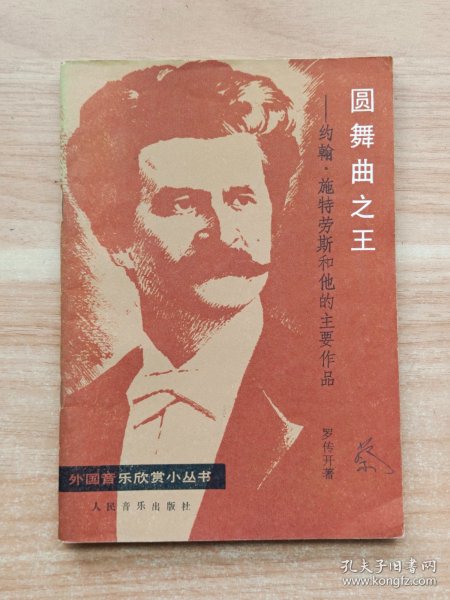 圆舞曲之王
——约翰·施特劳斯和他的主要作品
罗传开著
外国音乐欣赏小丛书
人民音乐出版社
孔夫子旧书网
www.kongfz.com